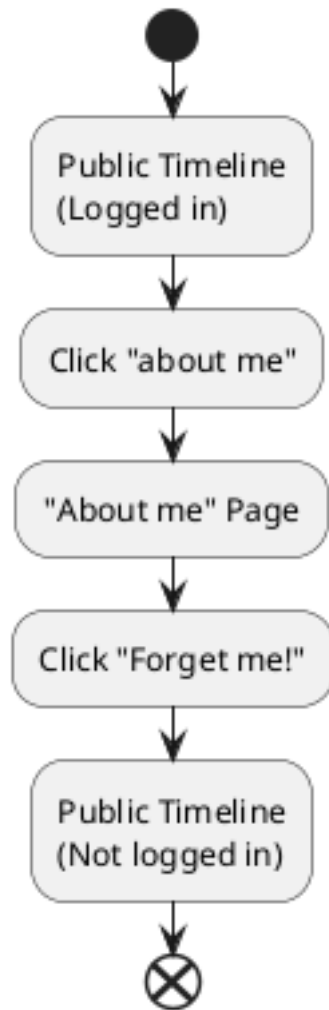 Public Timeline
(Logged in)
Click "about me"
"About me" Page
Click "Forget me!"
Public Timeline
(Not logged in)